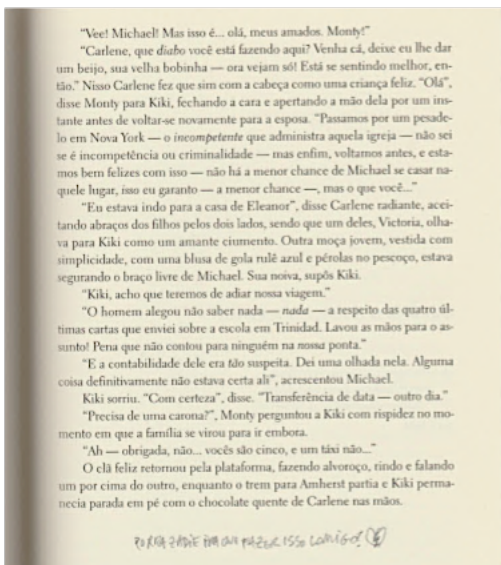 "Vee! Michael! Mas isso é... olá, meus amados. Monty!"
"Carlene, que diabo você está fazendo aqui? Venha cá, deixe eu lhe dar
um beijo, sua velha bobinha — ora vejam só! Está se sentindo melhor, en-
tão." Nisso Carlene fez que sim com a cabeça como uma criança feliz. "Olá",
disse Monty para Kiki, fechando a cara e apertando a mão dela por um ins-
tante antes de voltar-se novamente para a esposa. "Passamos por um pesade-
lo em Nova York — o incompetente que administra aquela igreja — não sei
se é incompetência ou criminalidade — mas enfim, voltamos antes, e esta-
mos bem felizes com isso — não há a menor chance de Michael se casar na-
quele lugar, isso eu garanto — a menor chance —, mas o que você..."
"Eu estava indo para a casa de Eleanor", disse Carlene radiante, acei-
tando abraços dos filhos pelos dois lados, sendo que um deles, Victoria, olha-
va para Kiki como um amante ciumento. Outra moça jovem, vestida com
simplicidade, com uma blusa de gola rulê azul e pérolas no pescoço, estava
segurando o braço livre de Michael. Sua noiva, supôs Kiki.
"Kiki, acho que teremos de adiar nossa viagem."
"O homem alegou não saber nada — nada — a respeito das quatro úl-
timas cartas que enviei sobre a escola em Trinidad. Lavou as mãos para o as-
sunto! Pena que não contou para ninguém na nossa ponta."
"E a contabilidade dele era tão suspeita. Dei uma olhada nela. Alguma
coisa definitivamente não estava certa ali", acrescentou Michael.
Kiki sorriu. "Com certeza", disse. "Transferência de data — outro dia."
"Precisa de uma carona?", Monty perguntou a Kiki com rispidez no mo-
mento em que a família se virou para ir embora.
"Ah — obrigada, não... vocês são cinco, e um táxi não..."
O clã feliz retornou pela plataforma, fazendo alvoroço, rindo e falando
um por cima do outro, enquanto o trem para Amherst partia e Kiki perma-
necia parada em pé com o chocolate quente de Carlene nas mãos.
FAZER ISSO COMIGO!